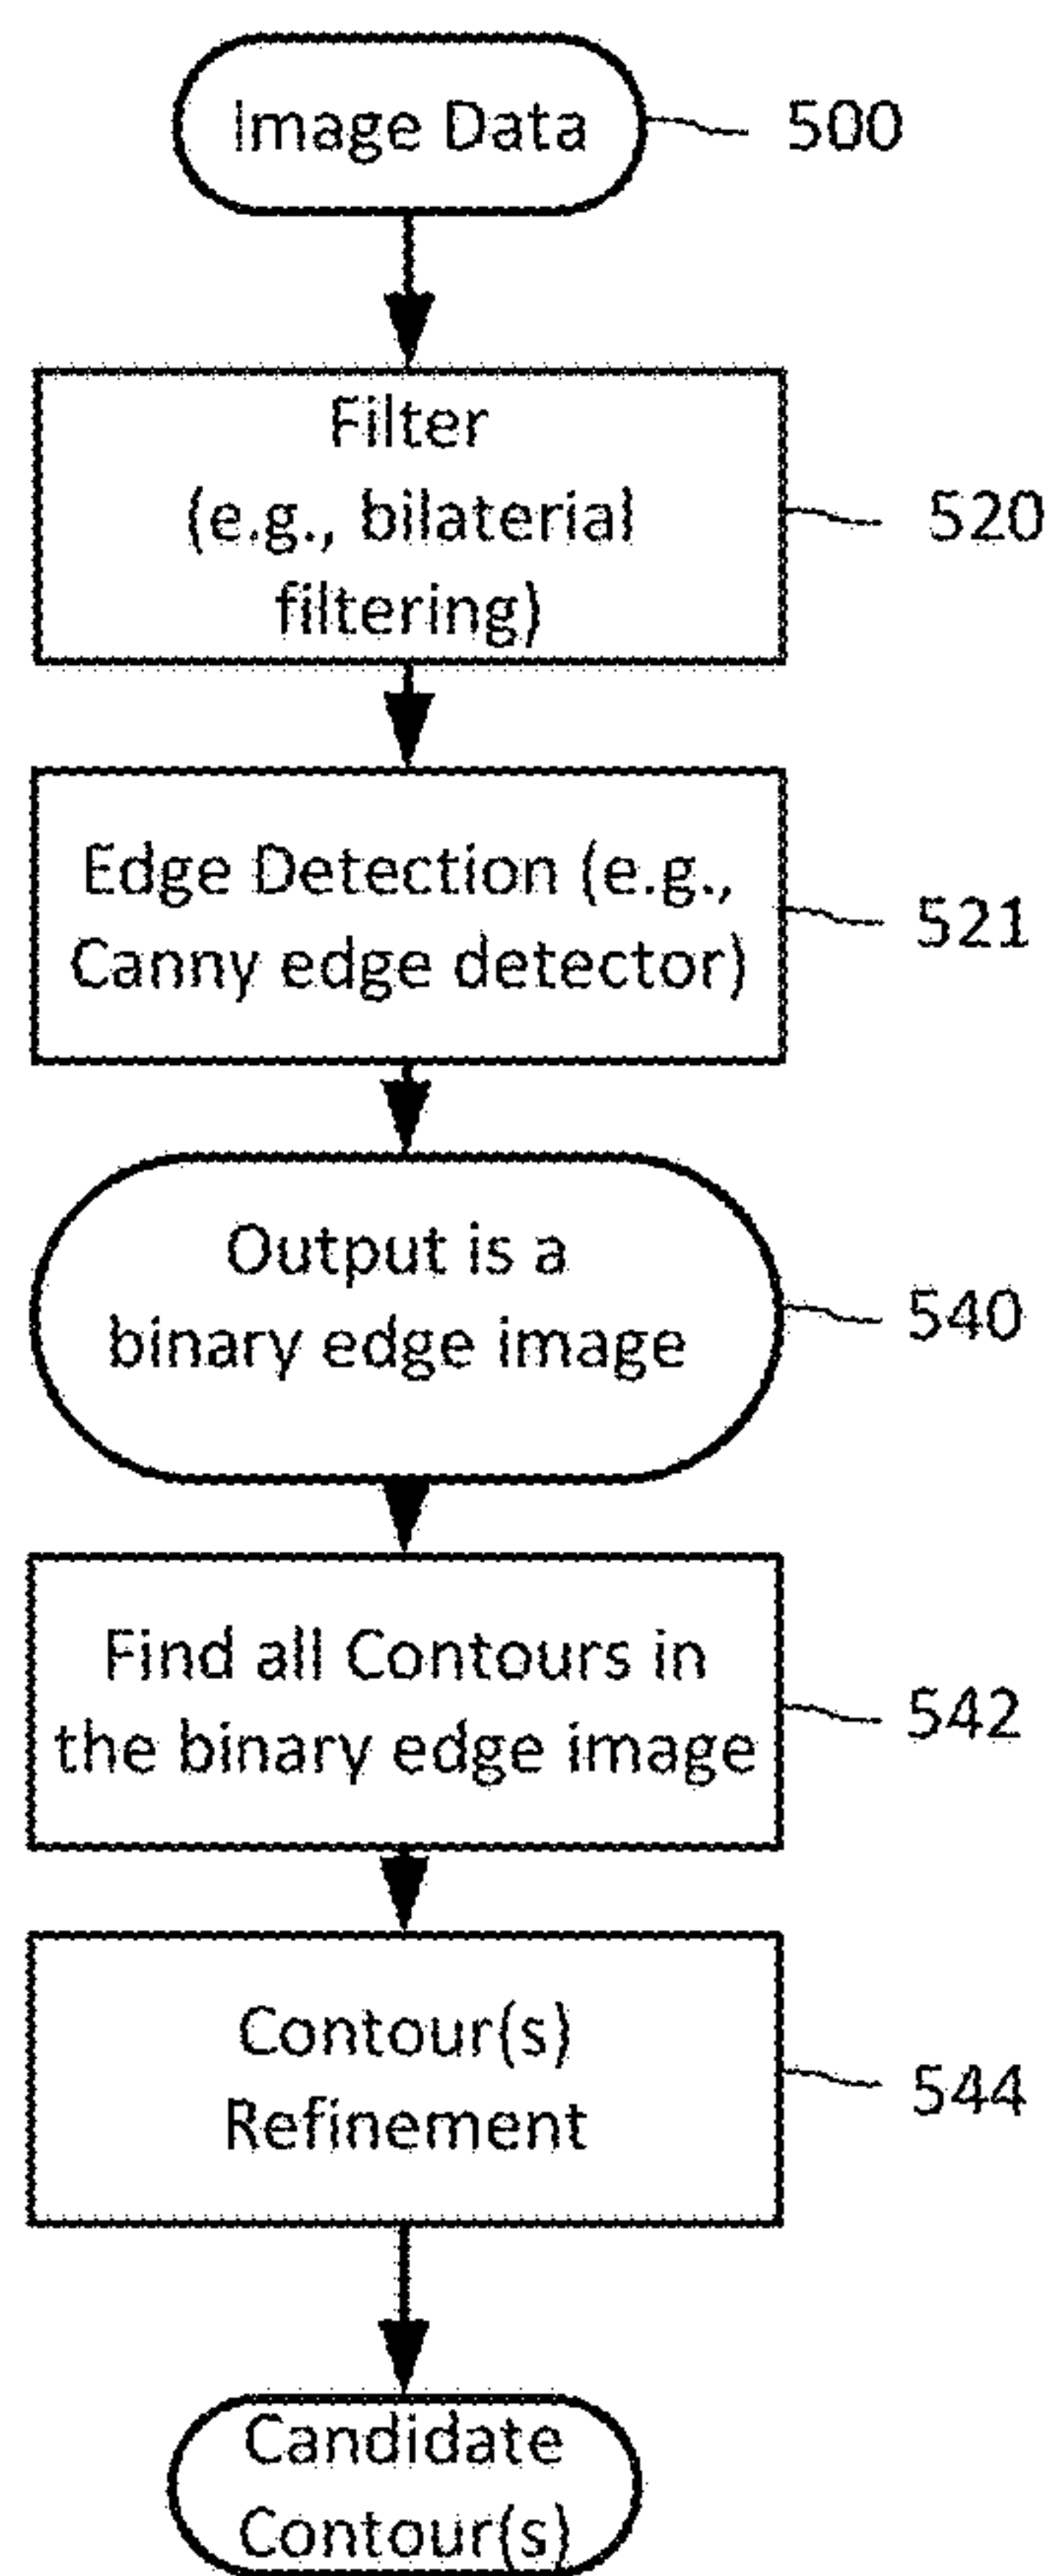 Image Data
500
Filter
(e.g., bilaterial
filtering)
520
Edge Detection (e.g.,
Canny edge detector)
521
Output is a
binary edge image
540
Find all Contours in
the binary edge image
542
Contour(s)
Refinement
544
Candidate
Contour(s)